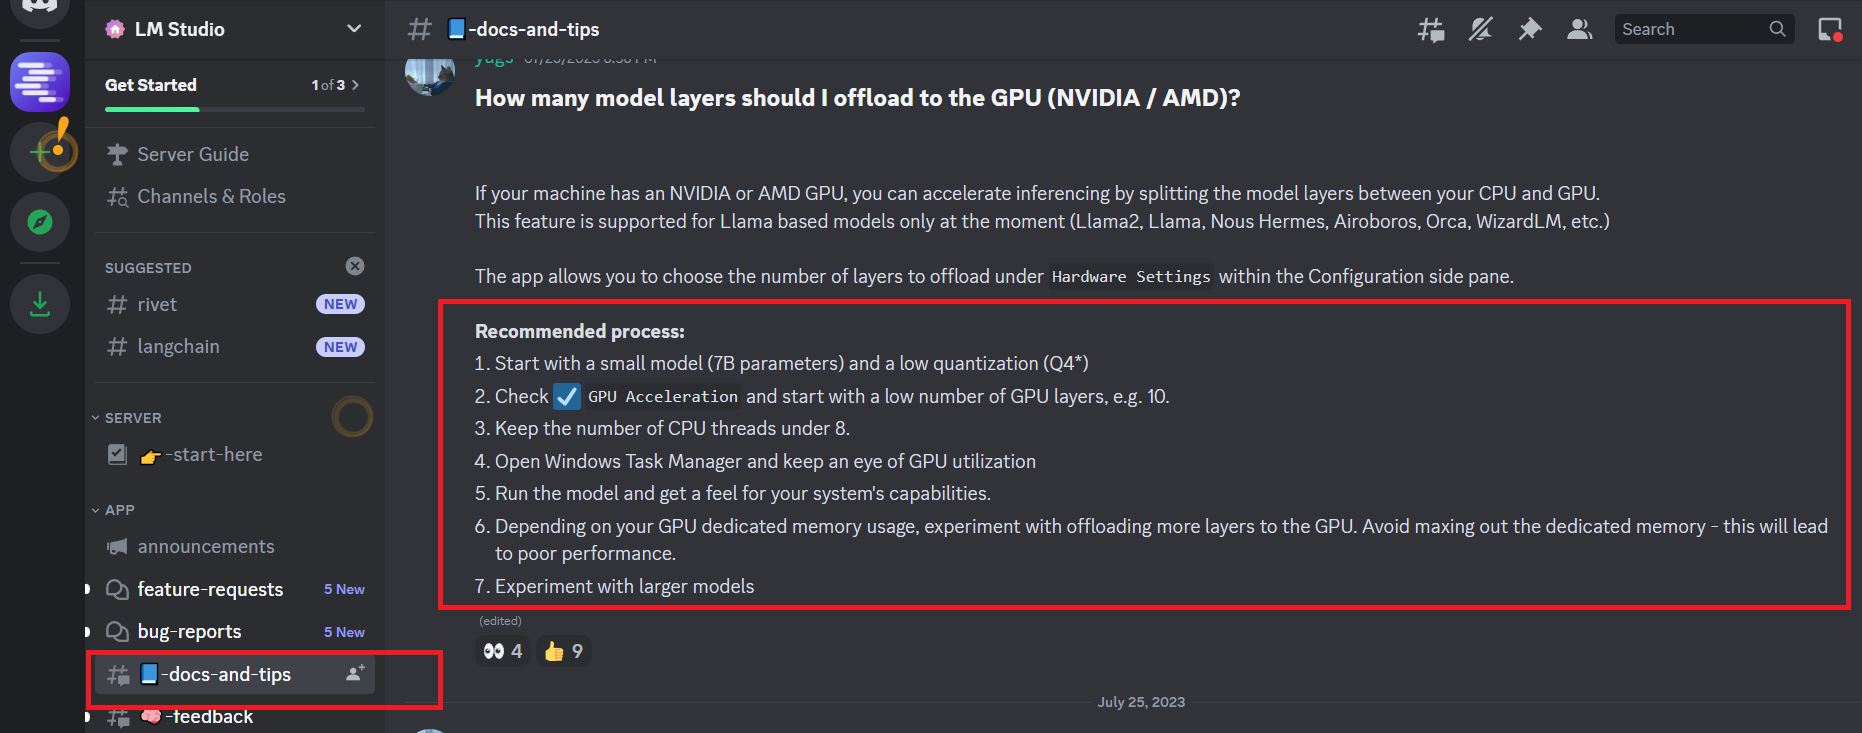 LM Studio
Get Started
1 of 3
Server Guide
Channels & Roles
SUGGESTED
rivet
NEW
langchain
NEW
SERVER
👉-start-here
APP
announcements
feature-requests
5 New
bug-reports
5 New
📘-docs-and-tips
🧠-feedback
📘-docs-and-tips
Search
yags
How many model layers should I offload to the GPU (NVIDIA / AMD)?
If your machine has an NVIDIA or AMD GPU, you can accelerate inferencing by splitting the model layers between your CPU and GPU.
This feature is supported for Llama based models only at the moment (Llama2, Llama, Nous Hermes, Airoboros, Orca, WizardLM, etc.)
The app allows you to choose the number of layers to offload under Hardware Settings within the Configuration side pane.
Recommended process:
1. Start with a small model (7B parameters) and a low quantization (Q4*)
2. Check ☑️ GPU Acceleration and start with a low number of GPU layers, e.g. 10.
3. Keep the number of CPU threads under 8.
4. Open Windows Task Manager and keep an eye of GPU utilization
5. Run the model and get a feel for your system's capabilities.
6. Depending on your GPU dedicated memory usage, experiment with offloading more layers to the GPU. Avoid maxing out the dedicated memory - this will lead
to poor performance.
7. Experiment with larger models
(edited)
👀 4 👍 9
July 25, 2023